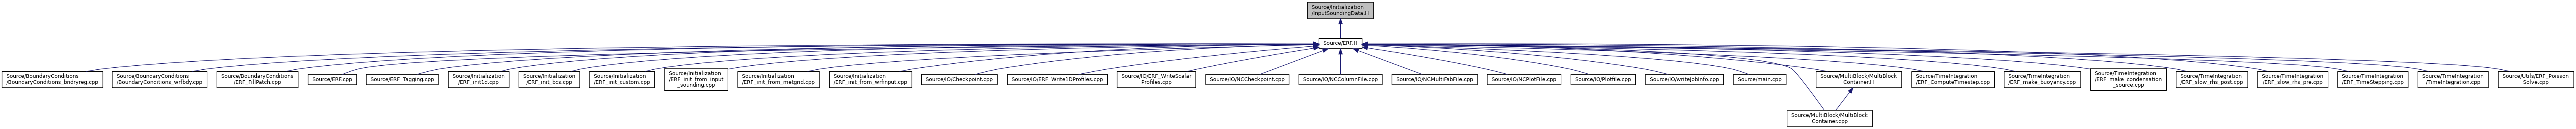 Source/Initialization
/InputSoundingData.H
Source/ERF.H
Source/BoundaryConditions
/BoundaryConditions_bndryreg.cpp
Source/BoundaryConditions
/BoundaryConditions_wrfbdy.cpp
Source/BoundaryConditions
/ERF_FillPatch.cpp
Source/ERF.cpp
Source/ERF_Tagging.cpp
Source/Initialization
/ERF_init1d.cpp
Source/Initialization
/ERF_init_bcs.cpp
Source/Initialization
/ERF_init_custom.cpp
Source/Initialization
/ERF_init_from_input
_sounding.cpp
Source/Initialization
/ERF_init_from_metgrid.cpp
Source/Initialization
/ERF_init_from_wrfinput.cpp
Source/IO/Checkpoint.cpp
Source/IO/ERF_Write1DProfiles.cpp
Source/IO/ERF_WriteScalar
Profiles.cpp
Source/IO/NCCheckpoint.cpp
Source/IO/NCColumnFile.cpp
Source/IO/NCMultiFabFile.cpp
Source/IO/NCPlotFile.cpp
Source/IO/Plotfile.cpp
Source/IO/writeJobInfo.cpp
Source/main.cpp
Source/MultiBlock/MultiBlock
Container.H
Source/TimeIntegration
/ERF_ComputeTimestep.cpp
Source/TimeIntegration
/ERF_make_buoyancy.cpp
Source/TimeIntegration
/ERF_make_condensation
_source.cpp
Source/TimeIntegration
/ERF_slow_rhs_post.cpp
Source/TimeIntegration
/ERF_slow_rhs_pre.cpp
Source/TimeIntegration
/ERF_TimeStepping.cpp
Source/TimeIntegration
/TimeIntegration.cpp
Source/Utils/ERF_Poisson
Solve.cpp
Source/MultiBlock/MultiBlock
Container.cpp